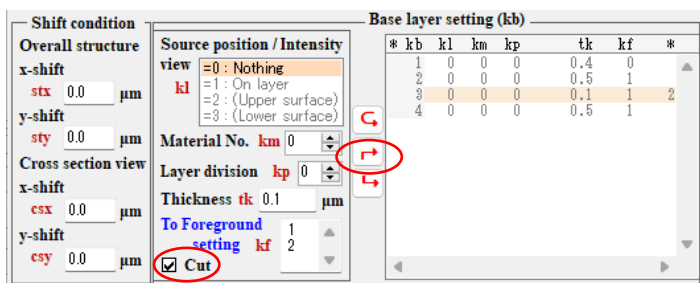 Shift condition
Overall structure
x-shift
stx 0.0 μm
y-shift
sty 0.0 μm
Cross section view
x-shift
csx 0.0 μm
y-shift
csy 0.0 μm
Base layer setting (kb)
Source position / Intensity
view
kl
=0 : Nothing
=1 : On layer
=2 : (Upper surface)
=3 : (Lower surface)
Material No. km 0
Layer division kp 0
Thickness tk 0.1 μm
To Foreground
setting kf
1
2
Cut
* kb kl km kp tk kf *
1 0 0 0 0.4 0
2 0 0 0 0.5 1
3 0 0 0 0.1 1 2
4 0 0 0 0.5 1